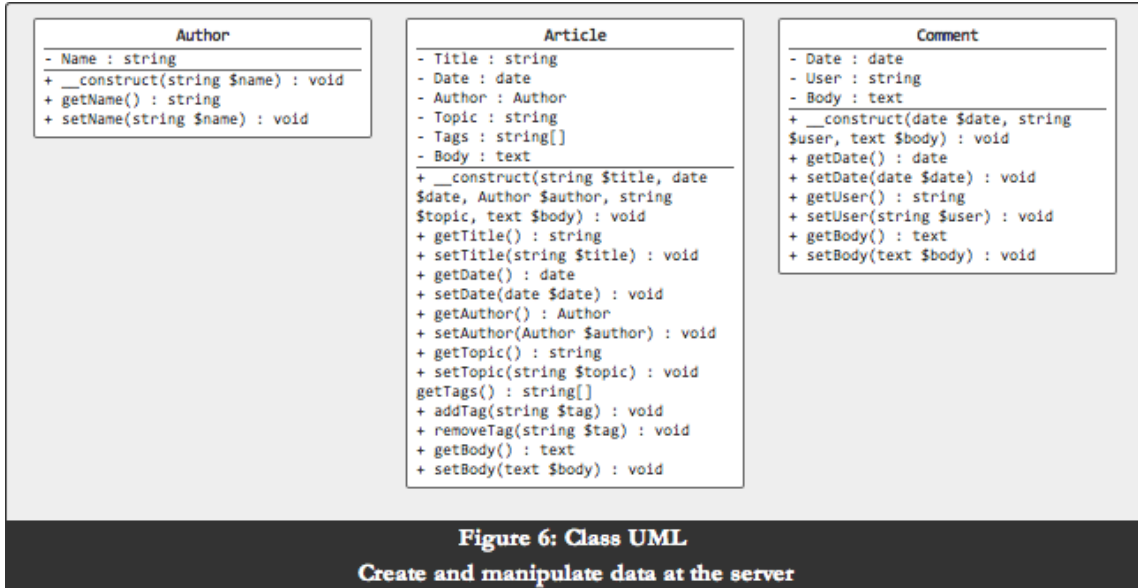 Author
- Name : string
+ __construct(string $name) : void
+ getName() : string
+ setName(string $name) : void
Article
- Title : string
- Date : date
- Author : Author
- Topic : string
- Tags : string[]
- Body : text
+ __construct(string $title, date
$date, Author $author, string
$topic, text $body) : void
+ getTitle() : string
+ setTitle(string $title) : void
+ getDate() : date
+ setDate(date $date) : void
+ getAuthor() : Author
+ setAuthor(Author $author) : void
+ getTopic() : string
+ setTopic(string $topic) : void
getTags() : string[]
+ addTag(string $tag) : void
+ removeTag(string $tag) : void
+ getBody() : text
+ setBody(text $body) : void
Comment
- Date : date
- User : string
- Body : text
+ __construct(date $date, string
$user, text $body) : void
+ getDate() : date
+ setDate(date $date) : void
+ getUser() : string
+ setUser(string $user) : void
+ getBody() : text
+ setBody(text $body) : void
Figure 6: Class UML
Create and manipulate data at the server